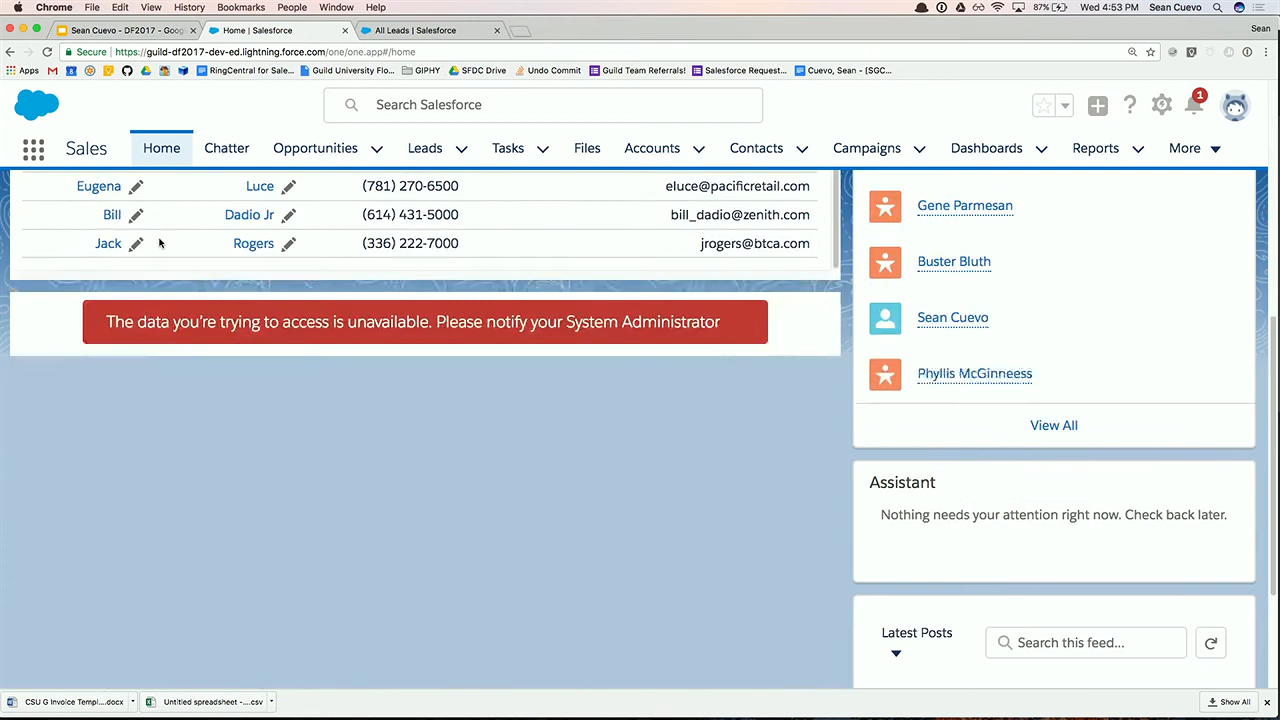 Chrome File Edit View History Bookmarks People Window Help 87% Wed 4:53 PM Sean Cuevo
Sean Cuevo - DF2017 - Goog Home | Salesforce All Leads | Salesforce Sean
Secure https://guild-df2017-dev-ed.lightning.force.com/one/one.app#/home
Apps RingCentral for Sale... Guild University Flo... GIPHY SFDC Drive Undo Commit Guild Team Referrals! Salesforce Request... Cuevo, Sean - [SGC...
Search Salesforce 1
Sales Home Chatter Opportunities Leads Tasks Files Accounts Contacts Campaigns Dashboards Reports More
Eugena Luce (781) 270-6500 eluce@pacificretail.com
Bill Dadio Jr (614) 431-5000 bill_dadio@zenith.com
Jack Rogers (336) 222-7000 jrogers@btca.com
The data you're trying to access is unavailable. Please notify your System Administrator
Gene Parmesan
Buster Bluth
Sean Cuevo
Phyllis McGinneess
View All
Assistant
Nothing needs your attention right now. Check back later.
Latest Posts
Search this feed...
CSU G Invoice Templ....docx Untitled spreadsheet -....csv Show All